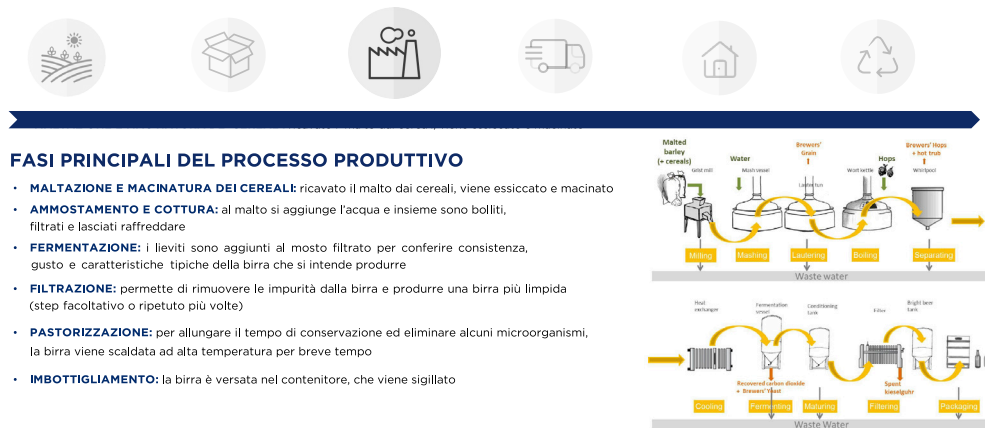 FASI PRINCIPALI DEL PROCESSO PRODUTTIVO
• MALTAZIONE E MACINATURA DEI CEREALI: ricavato il malto dai cereali, viene essiccato e macinato
• AMMOSTAMENTO E COTTURA: al malto si aggiunge l'acqua e insieme sono bolliti,
filtrati e lasciati raffreddare
• FERMENTAZIONE: i lieviti sono aggiunti al mosto filtrato per conferire consistenza,
gusto e caratteristiche tipiche della birra che si intende produrre
• FILTRAZIONE: permette di rimuovere le impurità dalla birra e produrre una birra più limpida
(step facoltativo o ripetuto più volte)
• PASTORIZZAZIONE: per allungare il tempo di conservazione ed eliminare alcuni microorganismi,
la birra viene scaldata ad alta temperatura per breve tempo
• IMBOTTIGLIAMENTO: la birra è versata nel contenitore, che viene sigillato
Malted
barley
(+ cereals)
Water
Brewers'
Grain
Hops
Brewers' Hops
+ hot trub
Grist mill
Mash vessel
Lauter tun
Wort kettle
Whirlpool
Milling
Mashing
Lautering
Boiling
Separating
Waste water
Heat
exchanger
Fermentation
vessel
Conditioning
tank
Filter
Bright beer
tank
Recovered carbon dioxide
+ Brewers' Yeast
Spent
kieselguhr
Cooling
Fermenting
Maturing
Filtering
Packaging
Waste Water